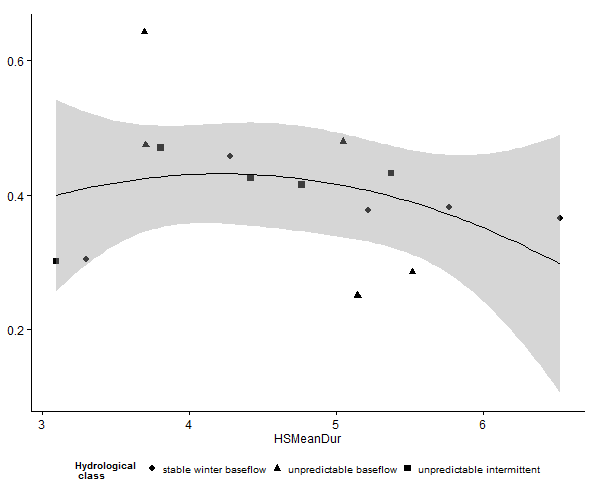 0.6
0.4
0.2
3 4 5 6
HSMeanDur
Hydrological
class
stable winter baseflow unpredictable baseflow unpredictable intermittent